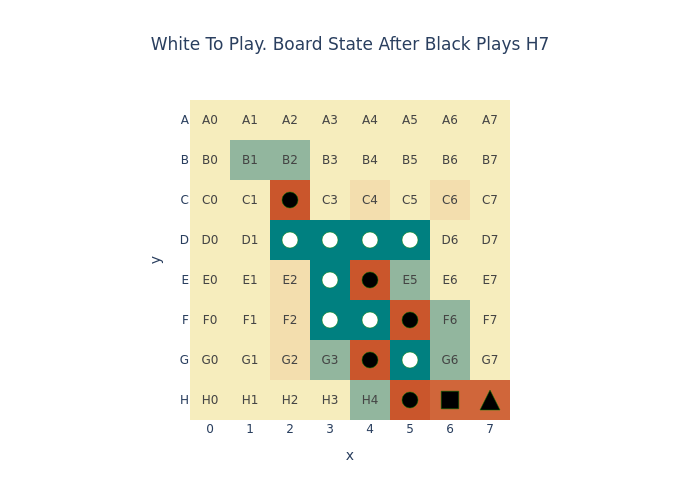 White To Play. Board State After Black Plays H7
A A0 A1 A2 A3 A4 A5 A6 A7
B B0 B1 B2 B3 B4 B5 B6 B7
C C0 C1 C3 C4 C5 C6 C7
D D0 D1 D6 D7
y
E E0 E1 E2 E5 E6 E7
F F0 F1 F2 F6 F7
G G0 G1 G2 G3 G6 G7
H H0 H1 H2 H3 H4
0 1 2 3 4 5 6 7
x